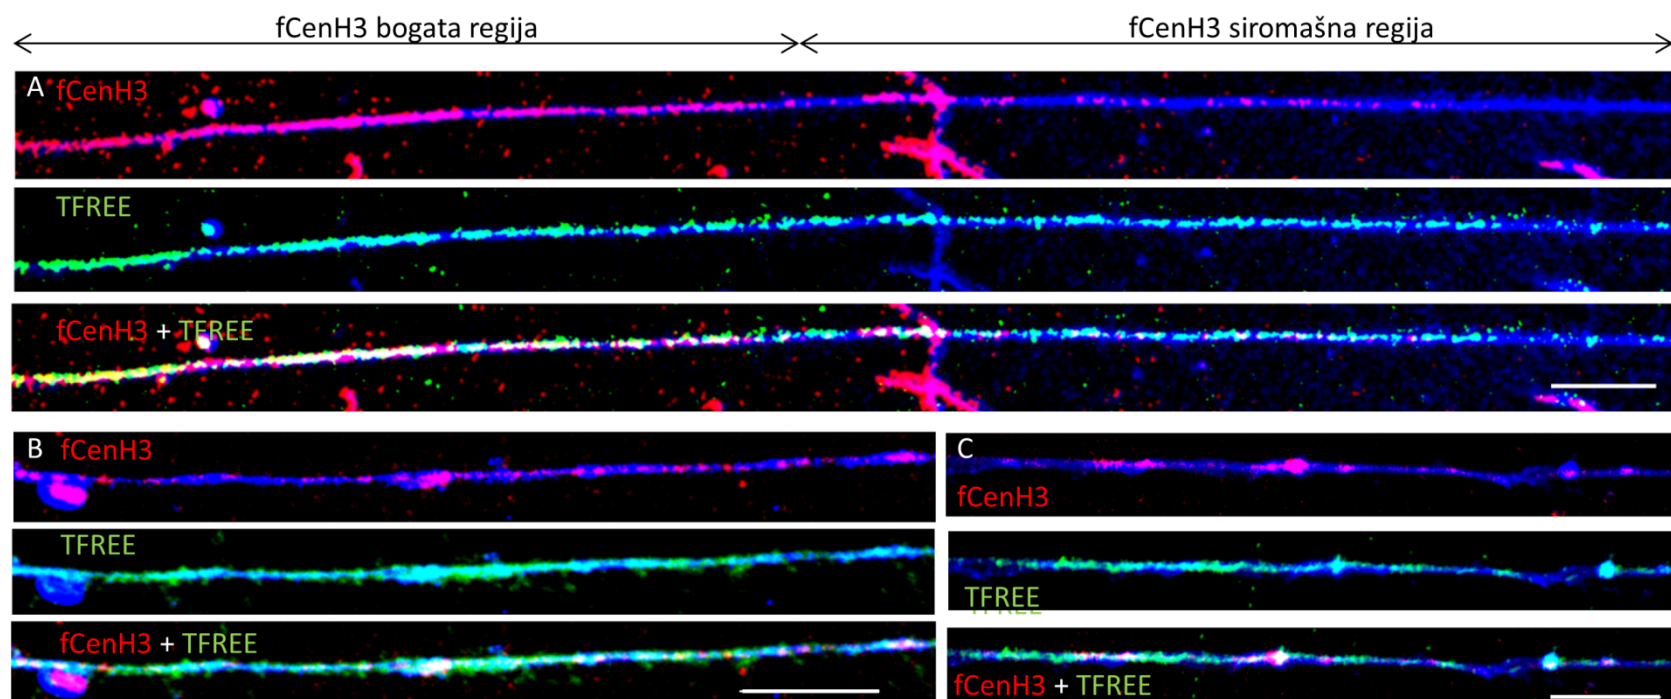 fCenH3 bogata regija
fCenH3 siromašna regija
A fCenH3
TFREE
fCenH3 + TFREE
B fCenH3
TFREE
fCenH3 + TFREE
C
fCenH3
TFREE
fCenH3 + TFREE